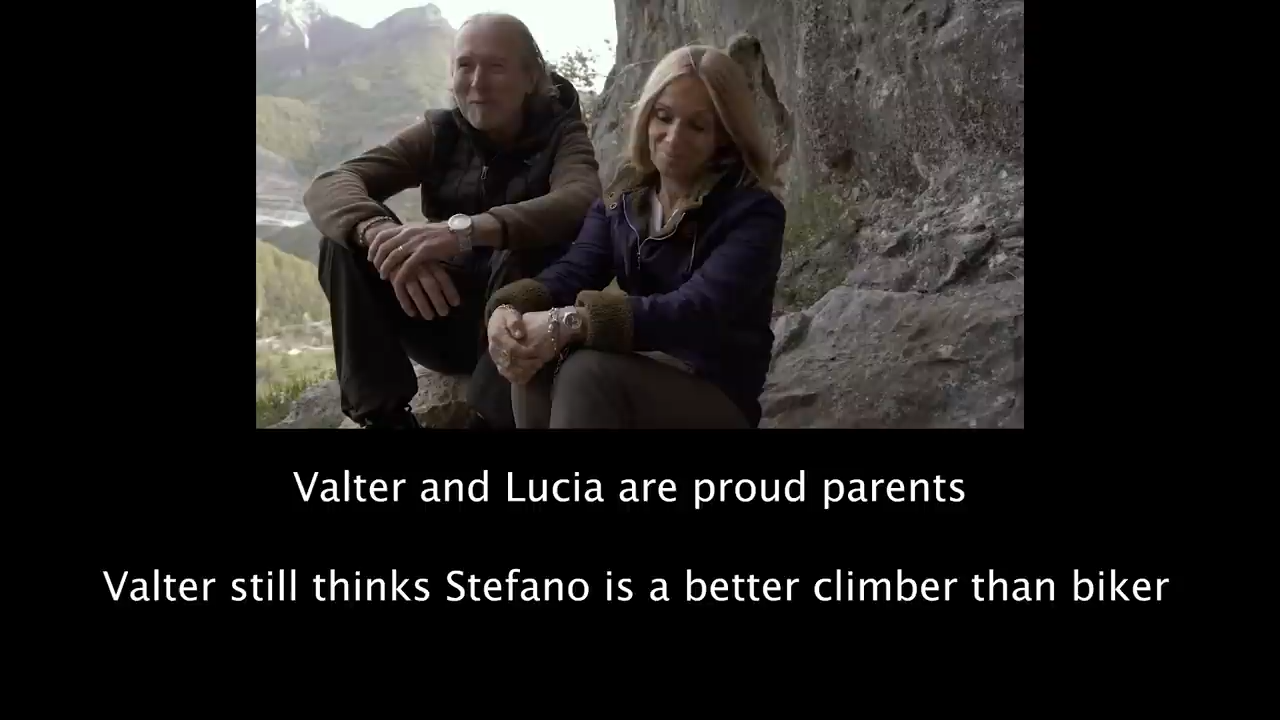 Valter and Lucia are proud parents
Valter still thinks Stefano is a better climber than biker